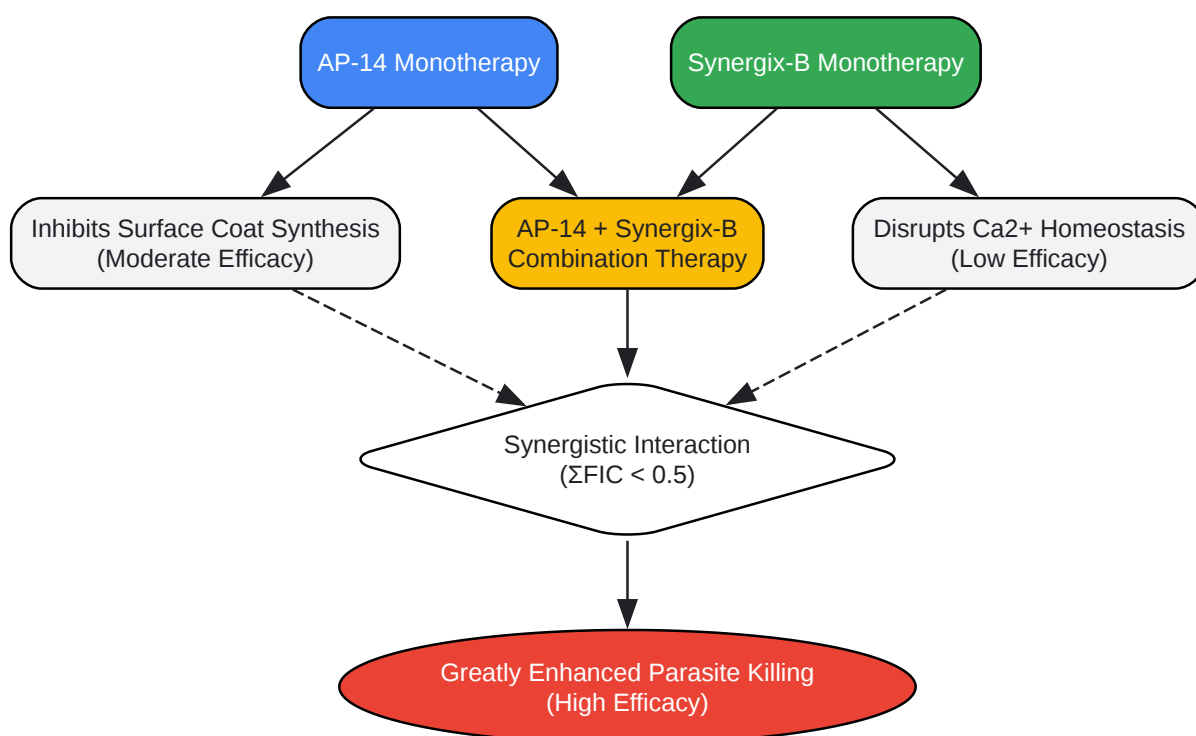 AP-14 Monotherapy
Synergix-B Monotherapy
Inhibits Surface Coat Synthesis
(Moderate Efficacy)
AP-14 + Synergix-B
Combination Therapy
Disrupts Ca2+ Homeostasis
(Low Efficacy)
Synergistic Interaction
(ΣFIC < 0.5)
Greatly Enhanced Parasite Killing
(High Efficacy)